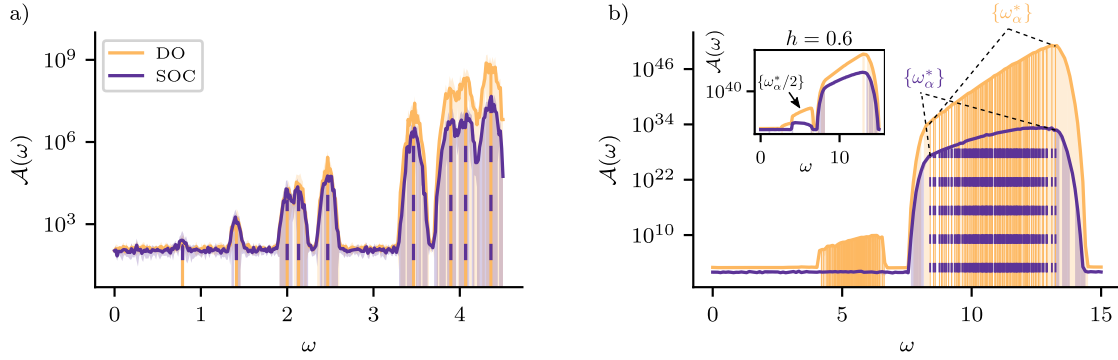 a)
𝒜(ω)
10^9
10^6
10^3
DO
SOC
0 1 2 3 4
ω
b)
𝒜(ω)
10^46
10^34
10^22
10^10
{ω*_α}
{ω*_α}
h = 0.6
𝒜(ω)
10^40
{ω*_α/2}
0 10
ω
0 5 10 15
ω